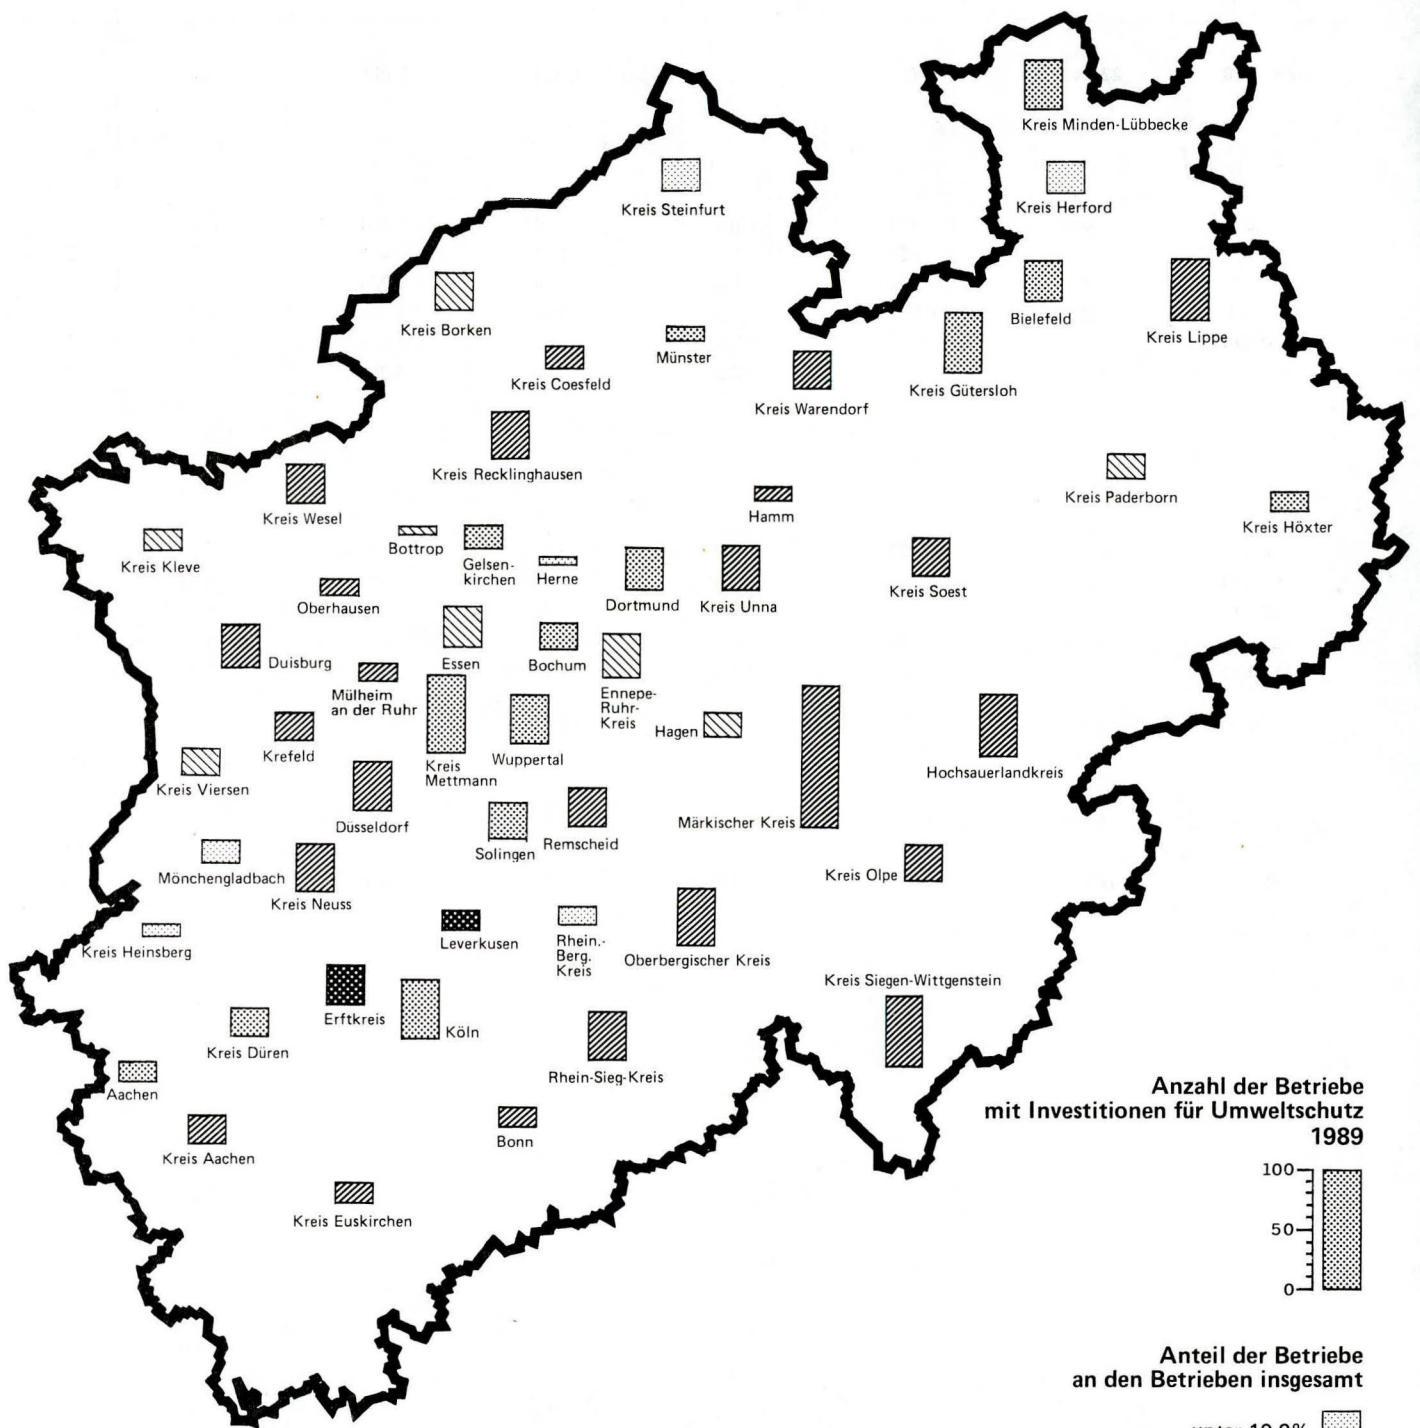 Kreis Minden-Lübbecke
Kreis Steinfurt
Kreis Herford
Kreis Borken
Bielefeld
Kreis Lippe
Münster
Kreis Coesfeld
Kreis Warendorf
Kreis Gütersloh
Kreis Recklinghausen
Kreis Wesel
Hamm
Kreis Paderborn
Kreis Höxter
Kreis Kleve
Bottrop
Gelsen-
kirchen
Herne
Oberhausen
Dortmund
Kreis Unna
Kreis Soest
Duisburg
Essen
Bochum
Mülheim
an der Ruhr
Ennepe-
Ruhr-
Kreis
Hagen
Krefeld
Kreis
Mettmann
Wuppertal
Hochsauerlandkreis
Kreis Viersen
Düsseldorf
Märkischer Kreis
Solingen
Remscheid
Mönchengladbach
Kreis Neuss
Kreis Olpe
Kreis Heinsberg
Leverkusen
Rhein.-
Berg.
Kreis
Oberbergischer Kreis
Kreis Siegen-Wittgenstein
Erftkreis
Köln
Kreis Düren
Rhein-Sieg-Kreis
Aachen
Kreis Aachen
Bonn
Kreis Euskirchen
Anzahl der Betriebe
mit Investitionen für Umweltschutz
1989
100
50
0
Anteil der Betriebe
an den Betrieben insgesamt